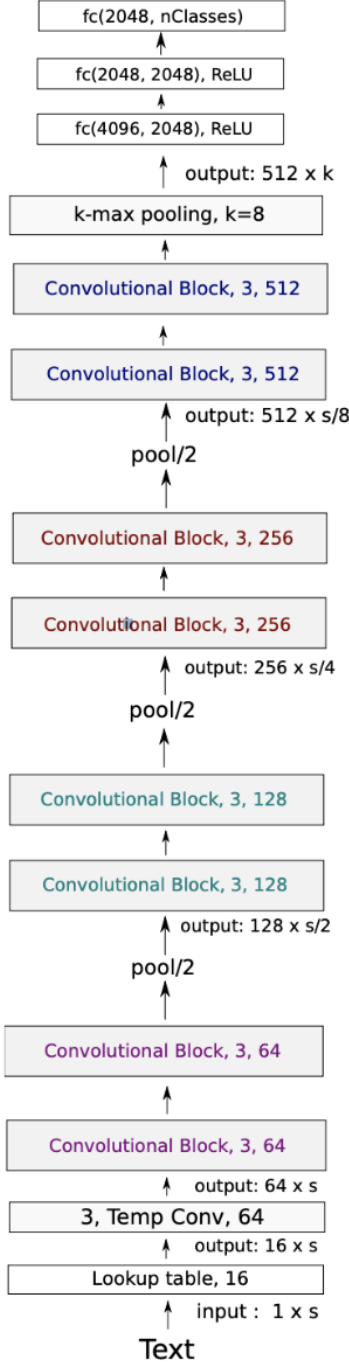 fc(2048, nClasses)
fc(2048, 2048), ReLU
fc(4096, 2048), ReLU
output: 512 x k
k-max pooling, k=8
Convolutional Block, 3, 512
Convolutional Block, 3, 512
output: 512 x s/8
pool/2
Convolutional Block, 3, 256
Convolutional Block, 3, 256
output: 256 x s/4
pool/2
Convolutional Block, 3, 128
Convolutional Block, 3, 128
output: 128 x s/2
pool/2
Convolutional Block, 3, 64
Convolutional Block, 3, 64
output: 64 x s
3, Temp Conv, 64
output: 16 x s
Lookup table, 16
input : 1 x s
Text